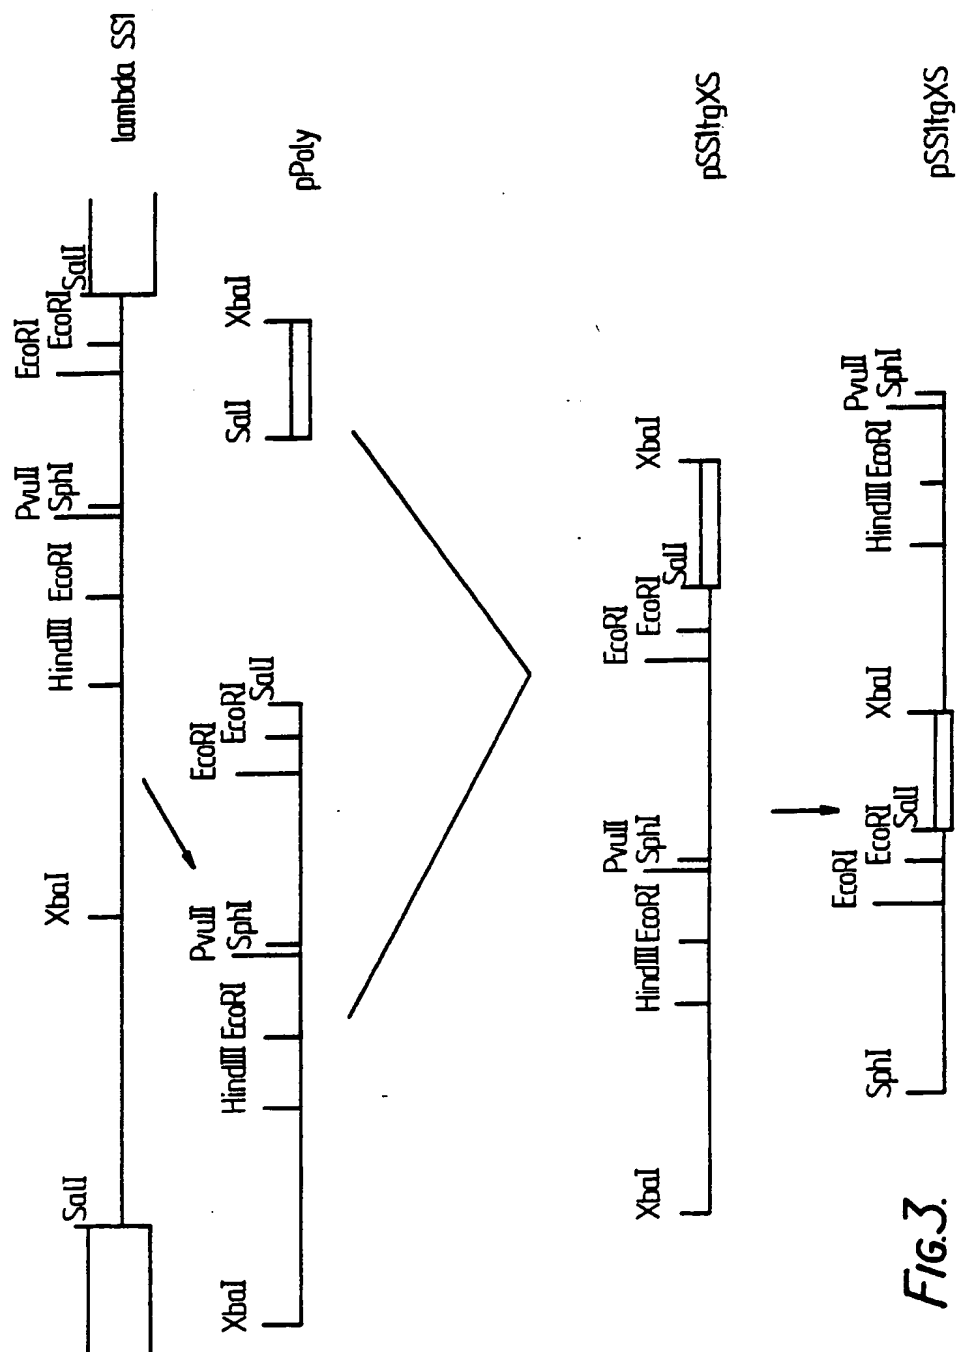 PvuII EcoRI
XbaI HindIII EcoRI SphI EcoRI
SalI SalI
lambda SS1
PvuII EcoRI
XbaI HindIII EcoRI SphI EcoRI SalI XbaI
SalI
pPoly
PvuII EcoRI
XbaI HindIII EcoRI SphI EcoRI XbaI
SalI
pSS1tgXS
EcoRI PvuII
SphI EcoRI XbaI HindIII EcoRI SphI
SalI
pSS1tgXS
FIG.3.